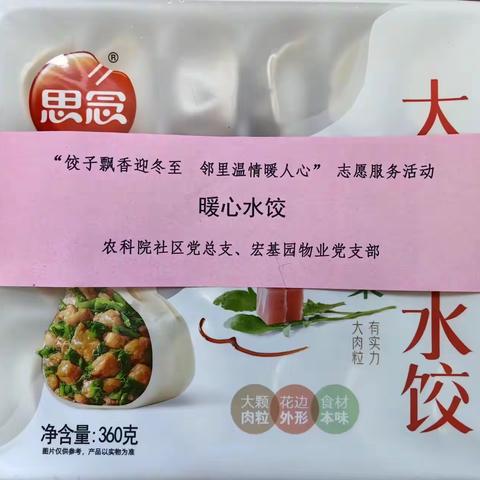 思念®
大
“饺子飘香迎冬至　邻里温情暖人心”　志愿服务活动
暖心水饺
农科院社区党总支、宏基园物业党支部
水饺
有实力
大肉粒
大颗
肉粒
花边
外形
食材
本味
净含量:360克
图片仅供参考，产品以实物为准